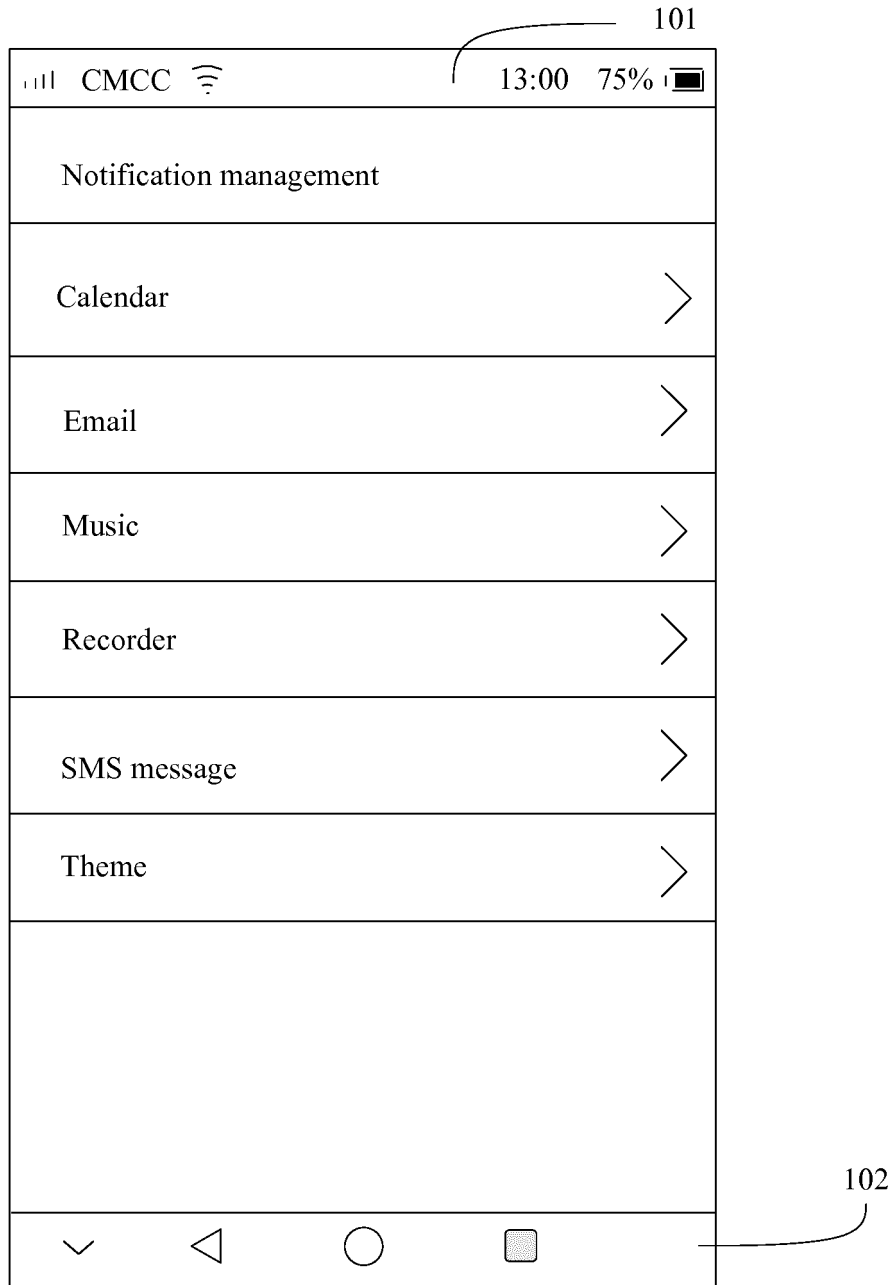 101
CMCC 13:00 75%
Notification management
Calendar
Email
Music
Recorder
SMS message
Theme
102